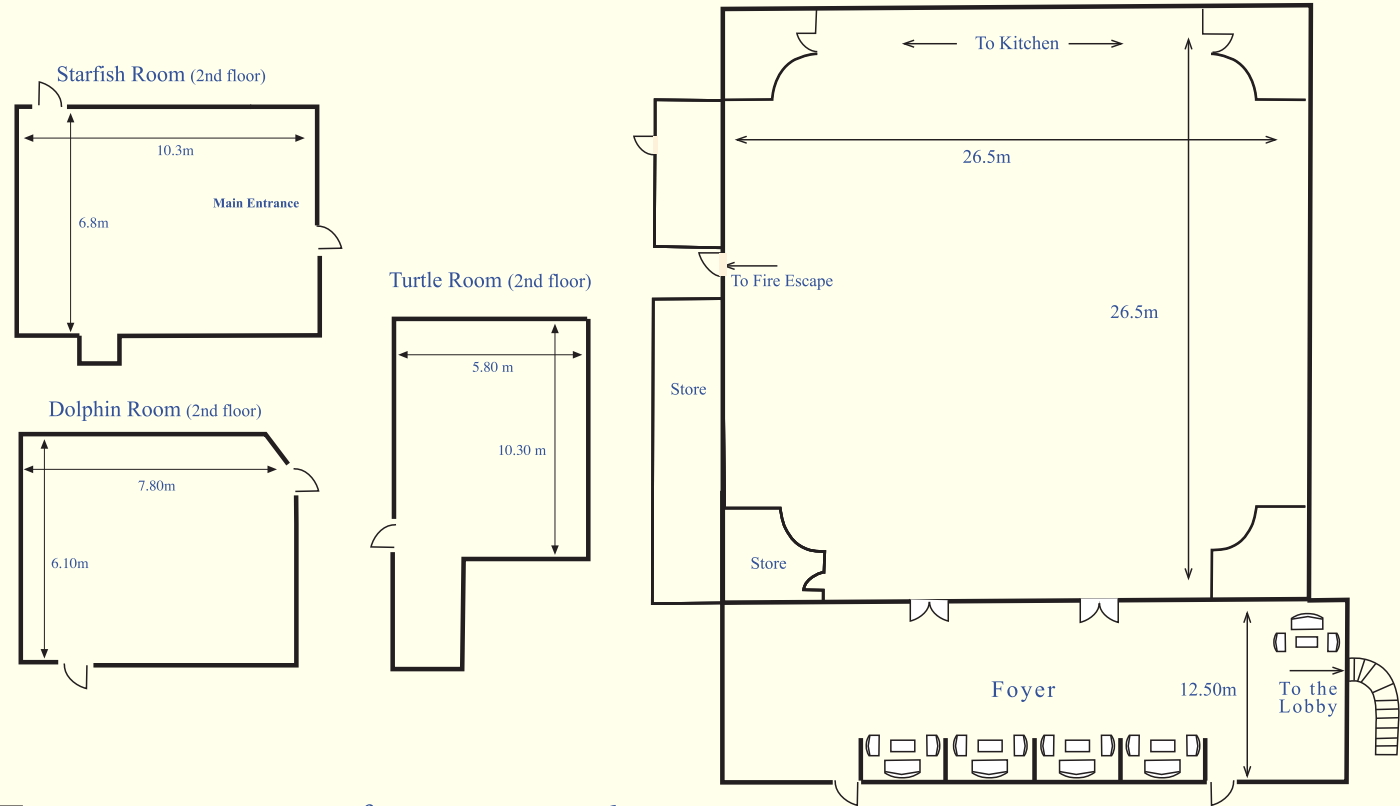 Starfish Room (2nd floor)
10.3m
Main Entrance
6.8m
Dolphin Room (2nd floor)
7.80m
6.10m
Turtle Room (2nd floor)
5.80 m
10.30 m
To Kitchen
26.5m
To Fire Escape
26.5m
Store
Store
Foyer
12.50m
To the
Lobby